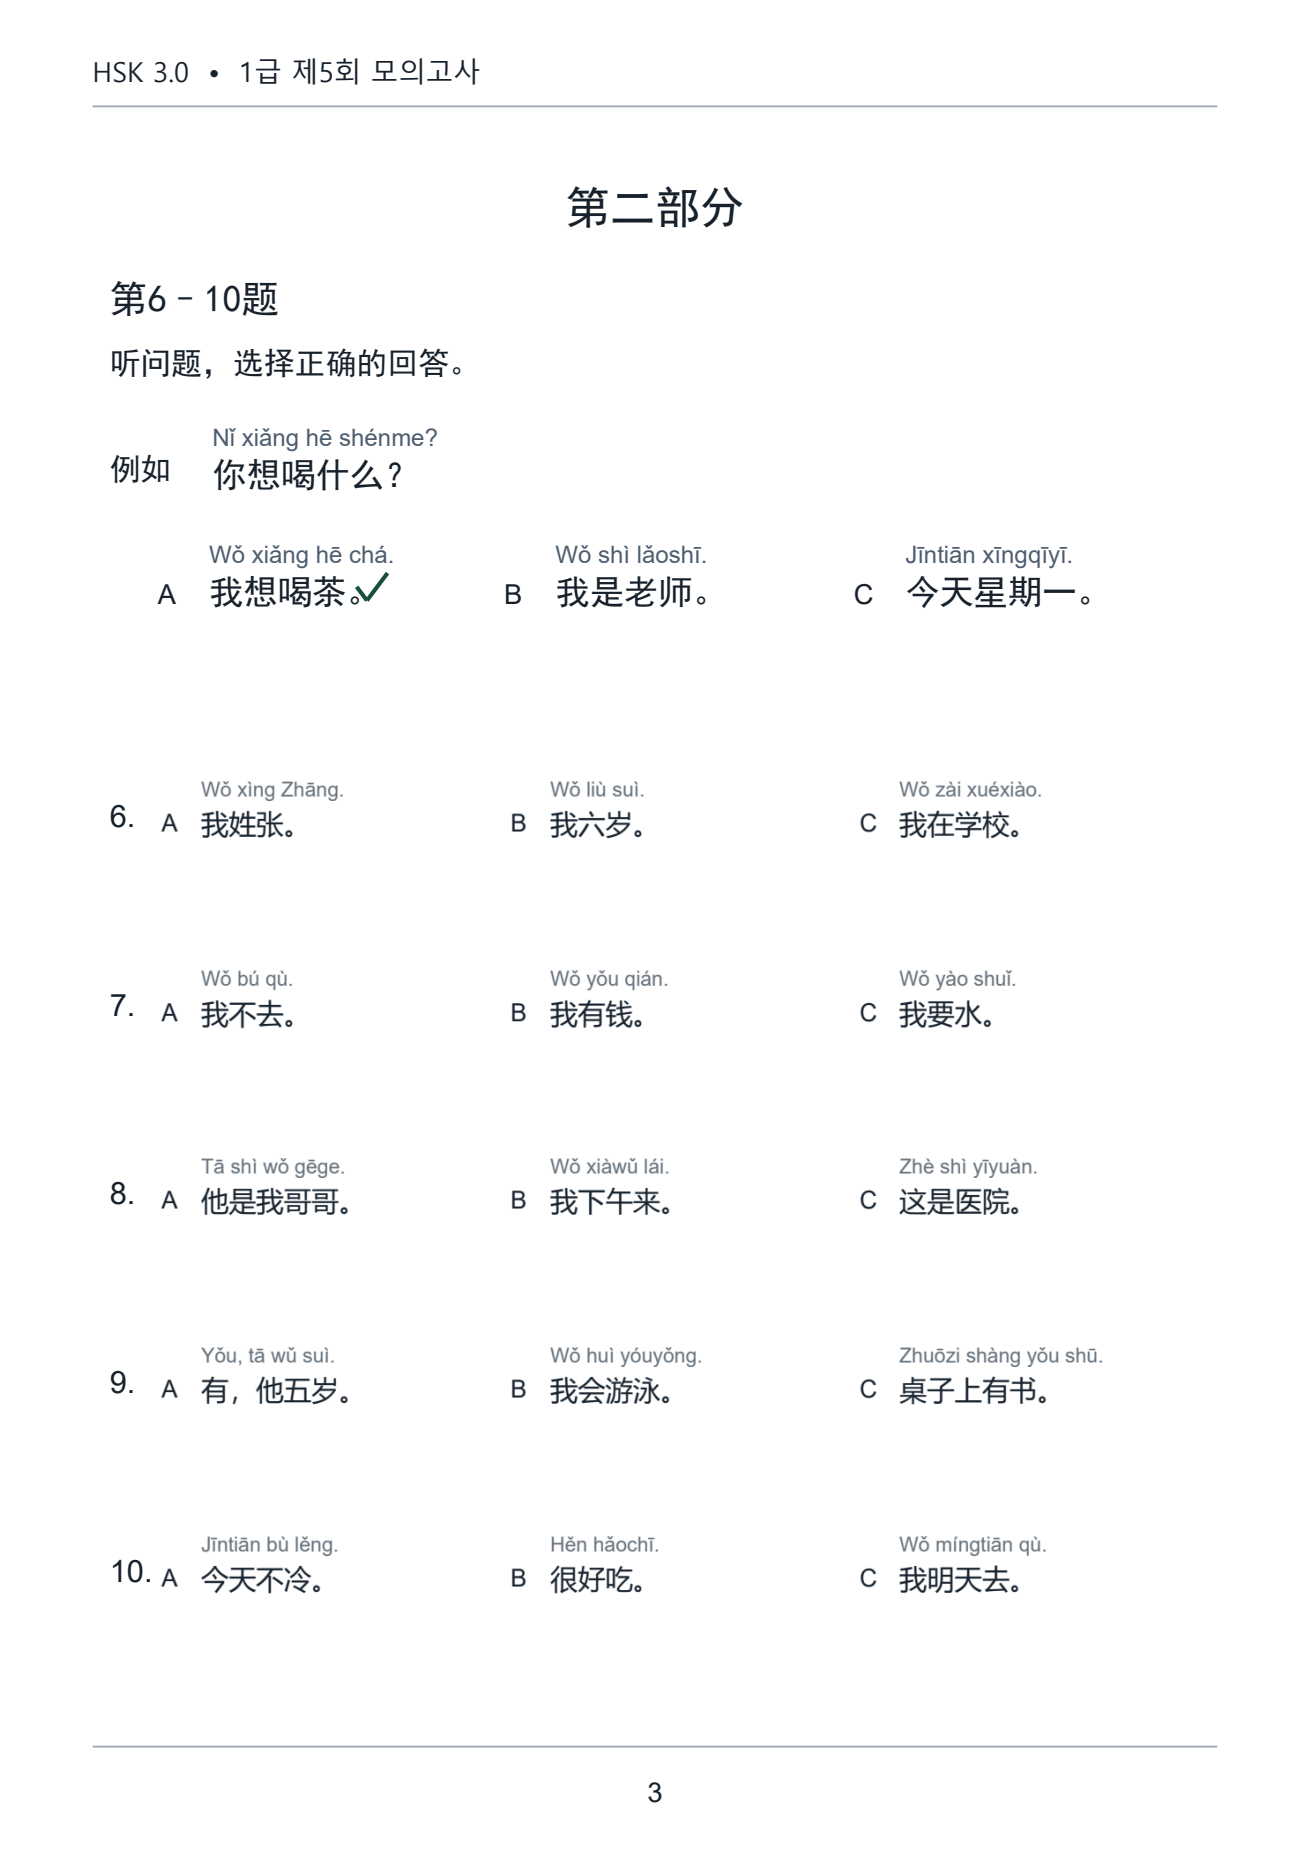 HSK 3.0 • 1급 제5회 모의고사
第二部分
第6–10题
听问题，选择正确的回答。
Nǐ xiǎng hē shénme?
例如 你想喝什么？
Wǒ xiǎng hē chá. Wǒ shì lǎoshī. Jīntiān xīngqīyī.
A 我想喝茶。✓ B 我是老师。 C 今天星期一。
Wǒ xìng Zhāng. Wǒ liù suì. Wǒ zài xuéxiào.
6. A 我姓张。 B 我六岁。 C 我在学校。
Wǒ bú qù. Wǒ yǒu qián. Wǒ yào shuǐ.
7. A 我不去。 B 我有钱。 C 我要水。
Tā shì wǒ gēge. Wǒ xiàwǔ lái. Zhè shì yīyuàn.
8. A 他是我哥哥。 B 我下午来。 C 这是医院。
Yǒu, tā wǔ suì. Wǒ huì yóuyǒng. Zhuōzi shàng yǒu shū.
9. A 有，他五岁。 B 我会游泳。 C 桌子上有书。
Jīntiān bù lěng. Hěn hǎochī. Wǒ míngtiān qù.
10. A 今天不冷。 B 很好吃。 C 我明天去。
3